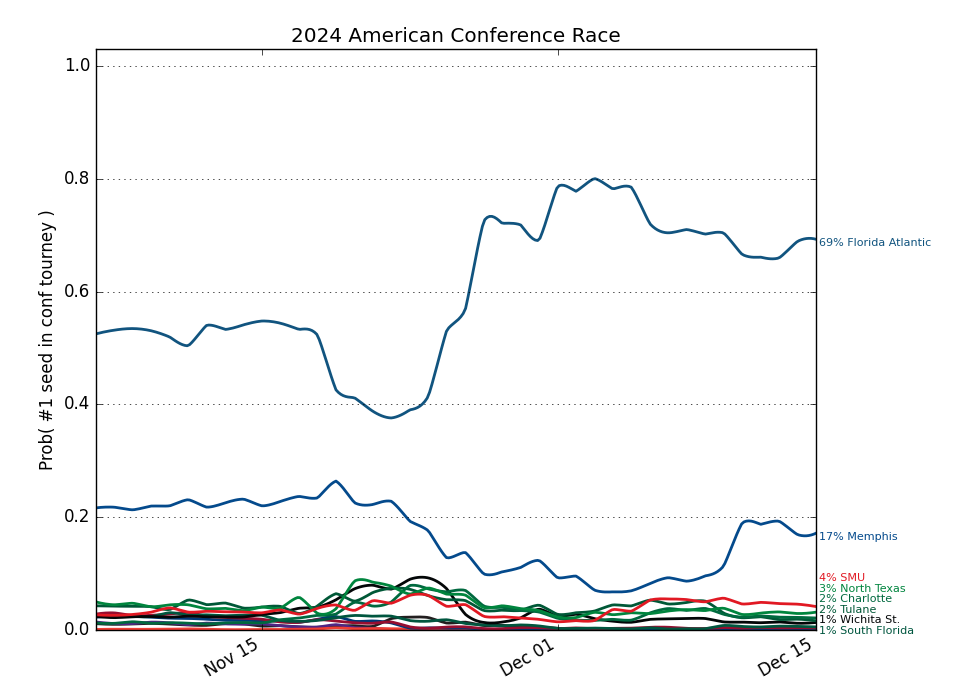 2024 American Conference Race
Prob( #1 seed in conf tourney )
1.0
0.8
0.6
0.4
0.2
0.0
Nov 15
Dec 01
Dec 15
69% Florida Atlantic
17% Memphis
4% SMU
3% North Texas
2% Charlotte
2% Tulane
1% Wichita St.
1% South Florida